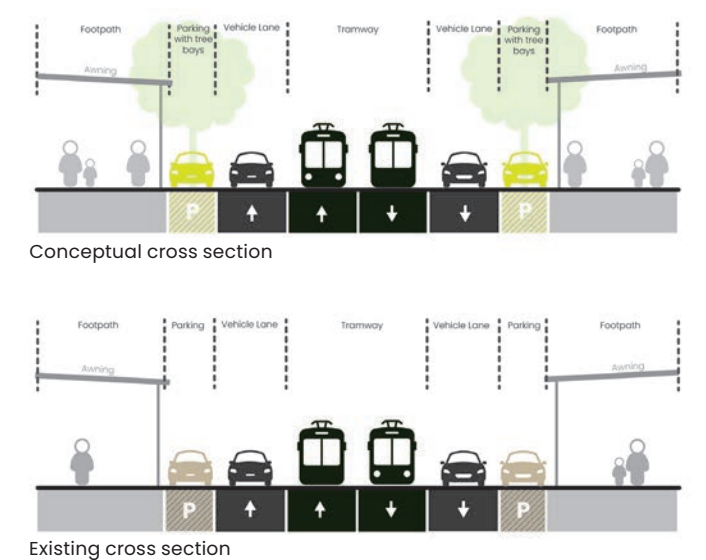 Footpath
Parking
with tree
bays
Vehicle Lane
Tramway
Vehicle Lane
Parking
with tree
bays
Footpath
Awning
Awning
P
P
Conceptual cross section
Footpath
Parking
Vehicle Lane
Tramway
Vehicle Lane
Parking
Footpath
Awning
Awning
P
P
Existing cross section